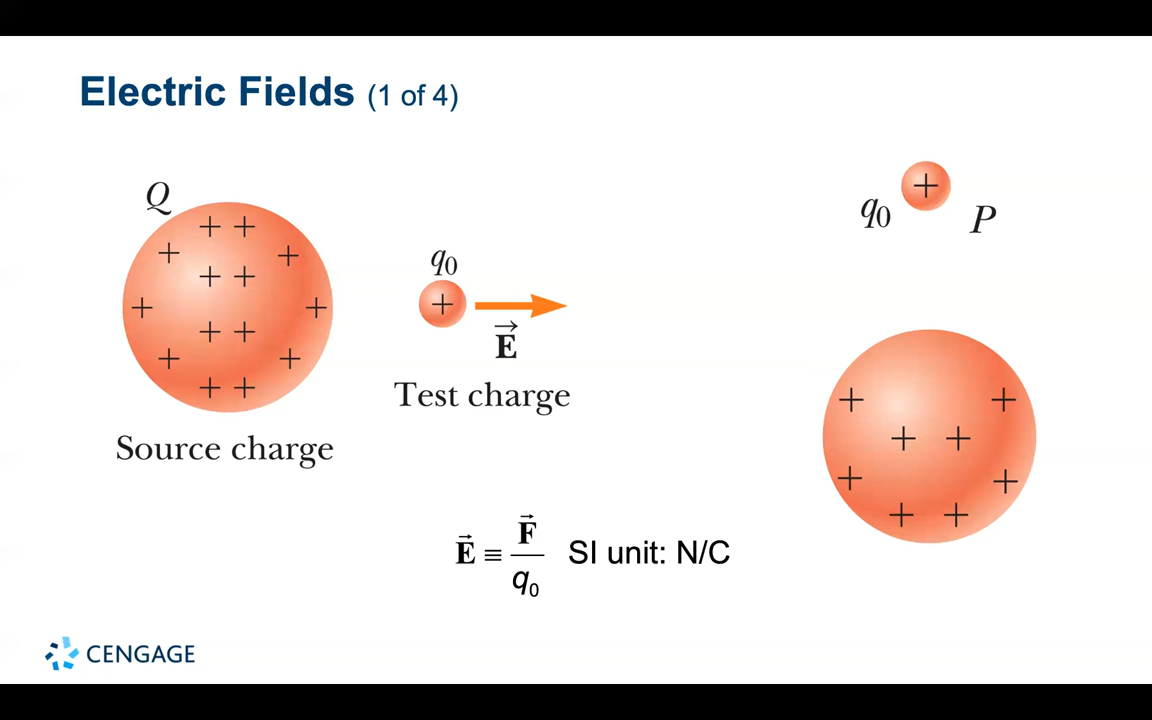 Electric Fields (1 of 4)
Q
+ +
+ +
+ +
+ +
+ +
+ +
+ +
q₀
+
E⃗
Test charge
Source charge
q₀ + P
+ +
+ +
+ +
+ +
E⃗ ≡ F⃗ / q₀ SI unit: N/C
CENGAGE